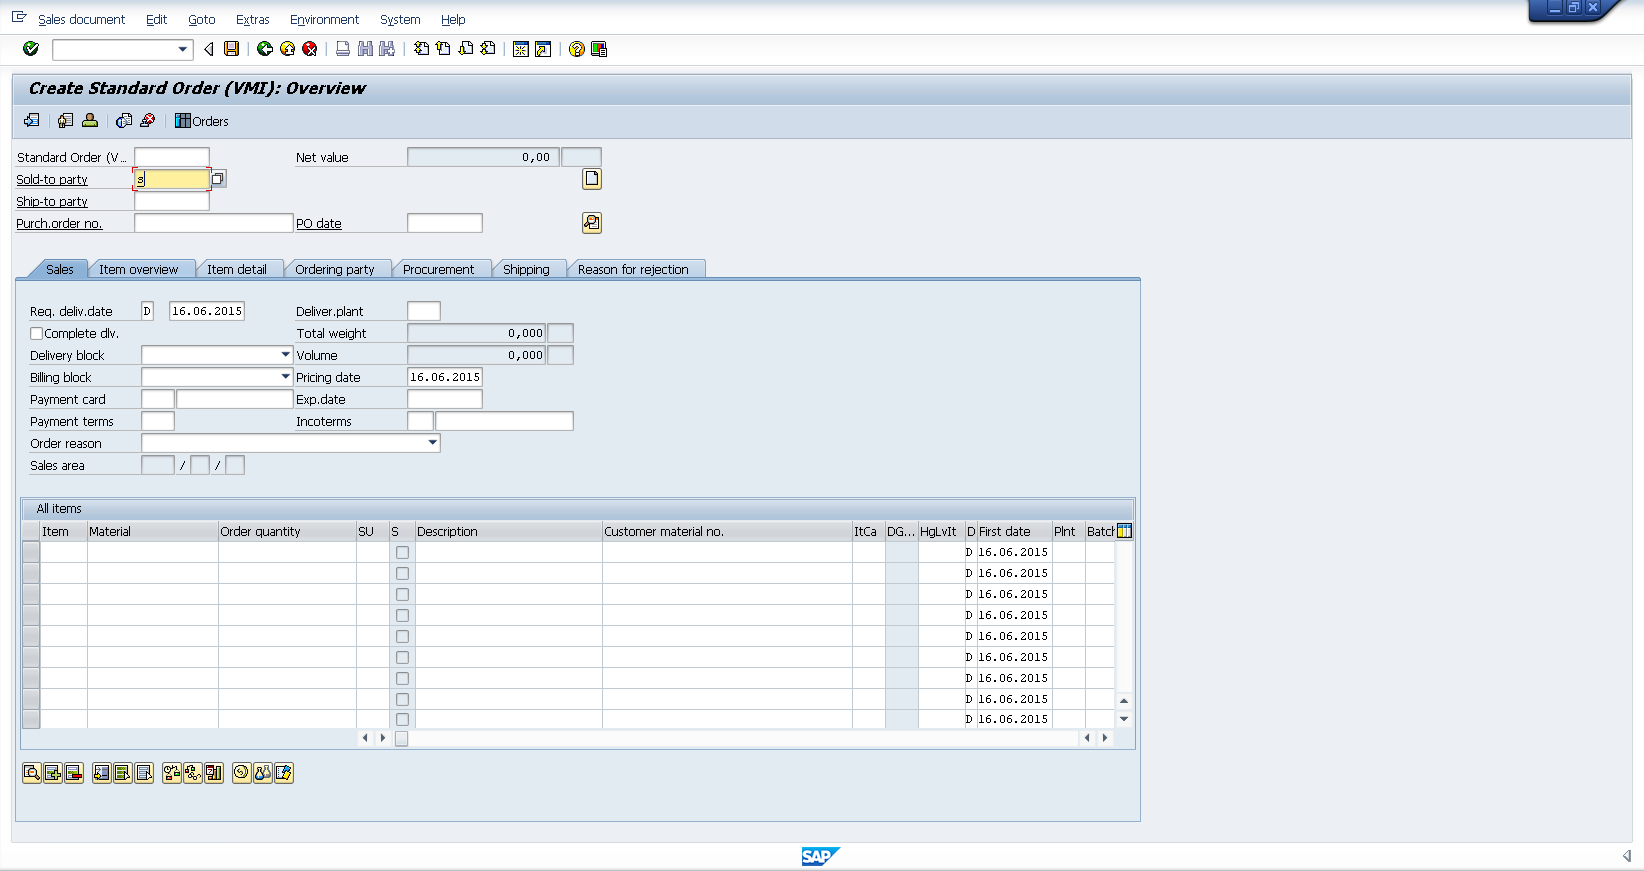 Sales document Edit Goto Extras Environment System Help
Create Standard Order (VMI): Overview
Orders
Standard Order (V... Net value 0,00
Sold-to party s
Ship-to party
Purch.order no. PO date
Sales Item overview Item detail Ordering party Procurement Shipping Reason for rejection
Req. deliv.date D 16.06.2015 Deliver.plant
Complete dlv. Total weight 0,000
Delivery block Volume 0,000
Billing block Pricing date 16.06.2015
Payment card Exp.date
Payment terms Incoterms
Order reason
Sales area / /
All items
Item Material Order quantity SU S Description Customer material no. ItCa DG... HgLvIt D First date Plnt Batch
D 16.06.2015
D 16.06.2015
D 16.06.2015
D 16.06.2015
D 16.06.2015
D 16.06.2015
D 16.06.2015
D 16.06.2015
D 16.06.2015
SAP